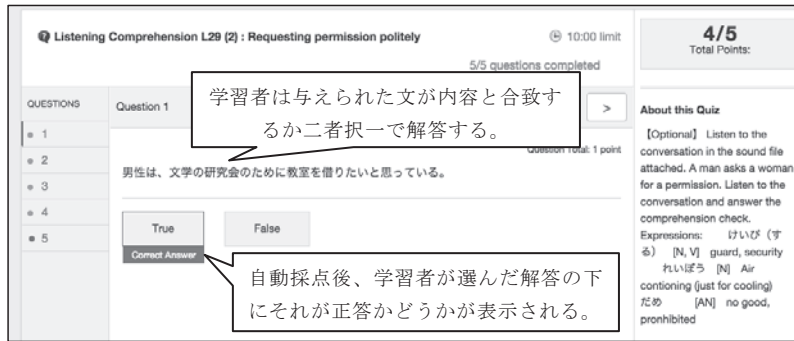 Listening Comprehension L29 (2) : Requesting permission politely
10:00 limit
5/5 questions completed
4/5
Total Points:
QUESTIONS
1
2
3
4
5
Question 1
>
学習者は与えられた文が内容と合致す
るか二者択一で解答する。
Question Total: 1 point
男性は、文学の研究会のために教室を借りたいと思っている。
True
False
Correct Answer
自動採点後、学習者が選んだ解答の下
にそれが正答かどうかが表示される。
About this Quiz
【Optional】 Listen to the
conversation in the sound file
attached. A man asks a woman
for a permission. Listen to the
conversation and answer the
comprehension check.
Expressions: けいび（す
る） [N, V] guard, security
れいぼう [N] Air
contioning (just for cooling)
だめ [AN] no good,
pronhibited